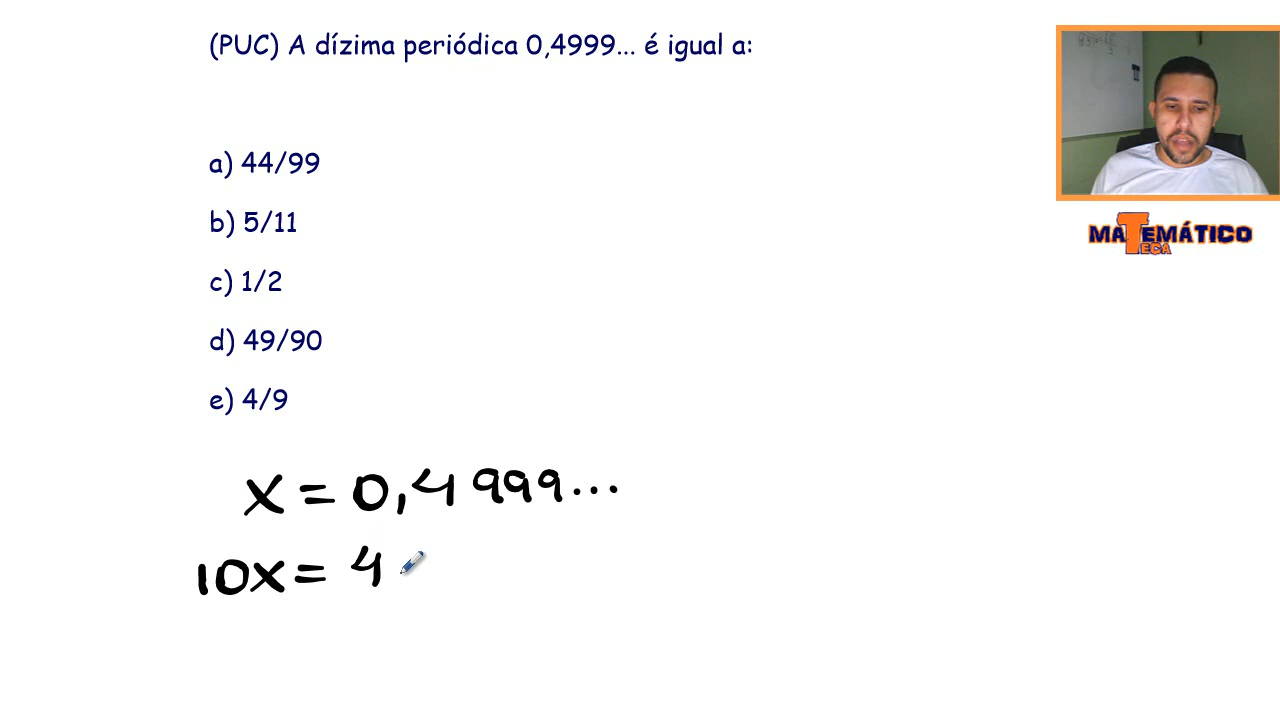 (PUC) A dízima periódica 0,4999... é igual a:
a) 44/99
b) 5/11
c) 1/2
d) 49/90
e) 4/9
x = 0,4999...
10x = 4
MATEMÁTICO
TECA